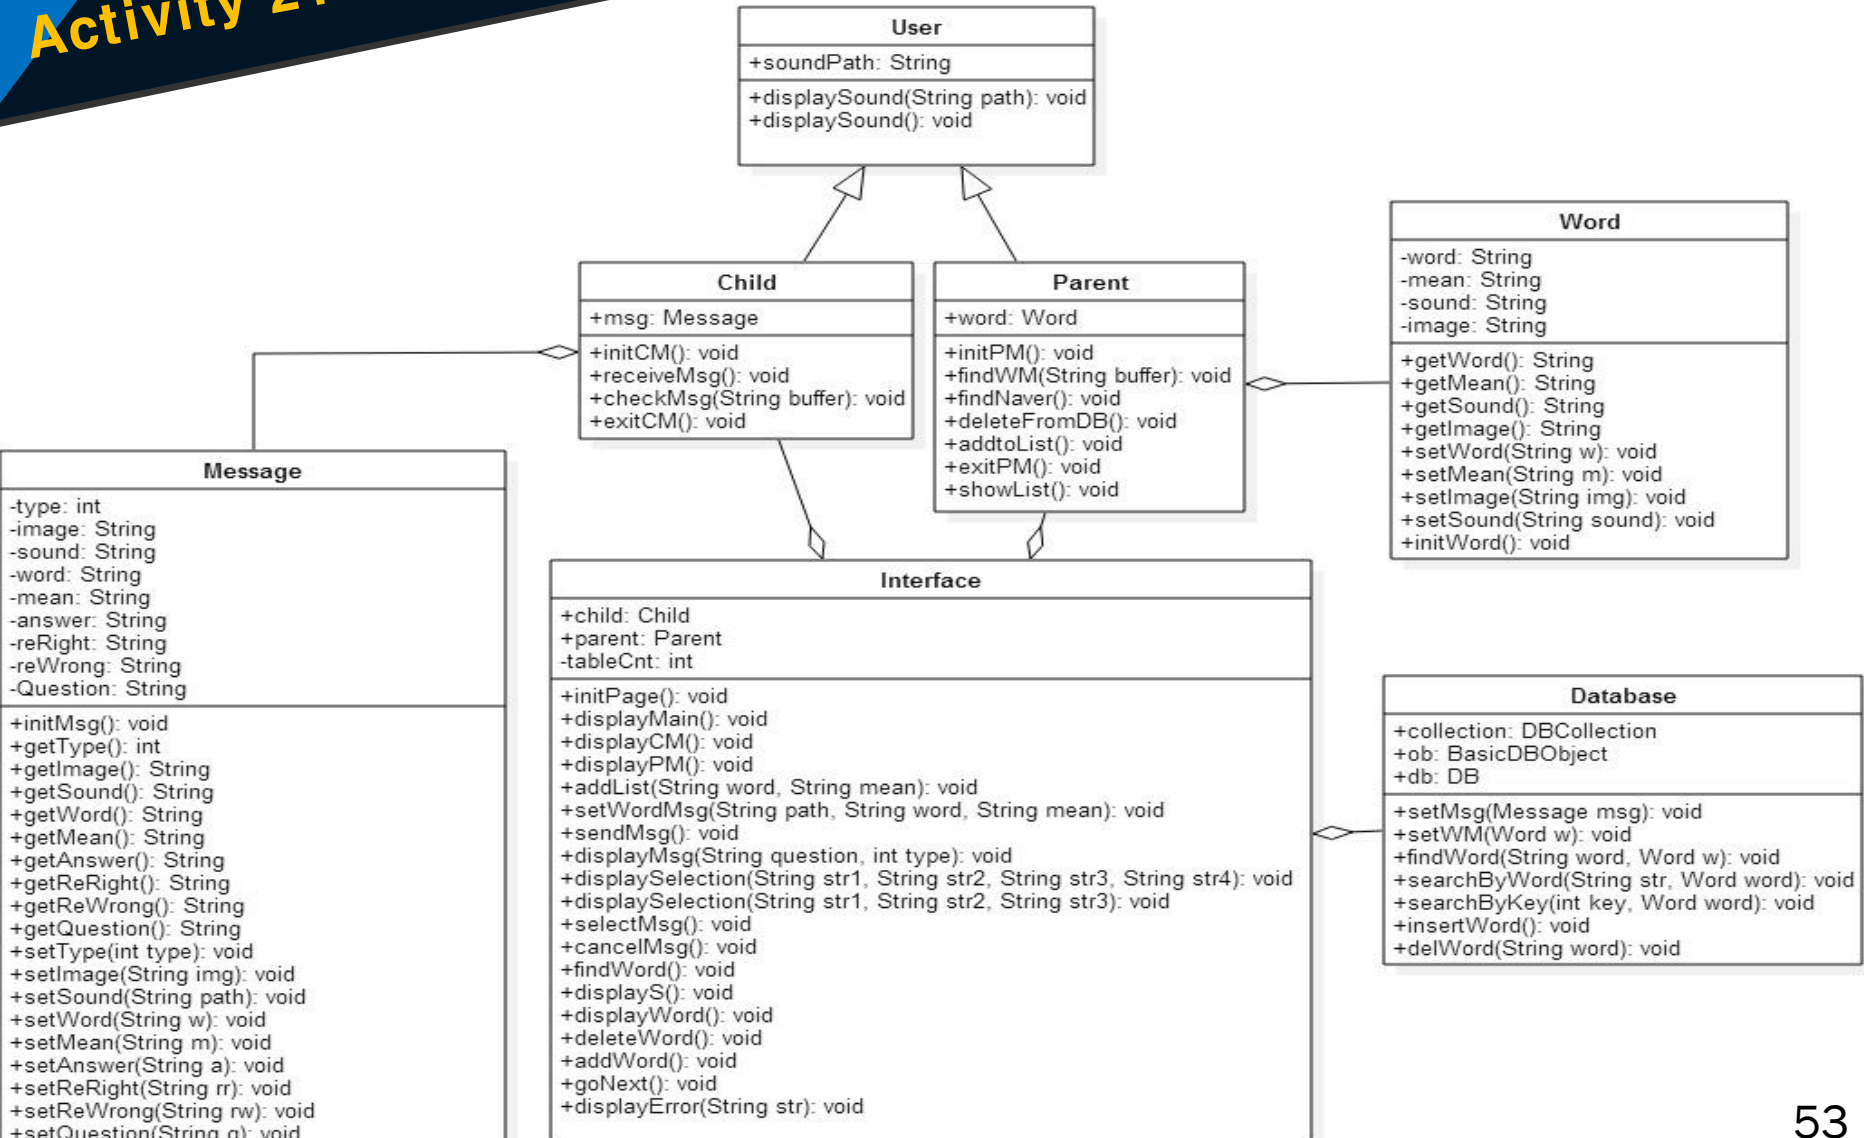 Activity
User
+soundPath: String
+displaySound(String path): void
+displaySound(): void
Child
+msg: Message
+initCM(): void
+receiveMsg(): void
+checkMsg(String buffer): void
+exitCM(): void
Parent
+word: Word
+initPM(): void
+findWM(String buffer): void
+findNaver(): void
+deleteFromDB(): void
+addtoList(): void
+exitPM(): void
+showList(): void
Word
-word: String
-mean: String
-sound: String
-image: String
+getWord(): String
+getMean(): String
+getSound(): String
+getImage(): String
+setWord(String w): void
+setMean(String m): void
+setImage(String img): void
+setSound(String sound): void
+initWord(): void
Message
-type: int
-image: String
-sound: String
-word: String
-mean: String
-answer: String
-reRight: String
-reWrong: String
-Question: String
+initMsg(): void
+getType(): int
+getImage(): String
+getSound(): String
+getWord(): String
+getMean(): String
+getAnswer(): String
+getReRight(): String
+getReWrong(): String
+getQuestion(): String
+setType(int type): void
+setImage(String img): void
+setSound(String path): void
+setWord(String w): void
+setMean(String m): void
+setAnswer(String a): void
+setReRight(String rr): void
+setReWrong(String rw): void
+setQuestion(String q): void
Interface
+child: Child
+parent: Parent
-tableCnt: int
+initPage(): void
+displayMain(): void
+displayCM(): void
+displayPM(): void
+addList(String word, String mean): void
+setWordMsg(String path, String word, String mean): void
+sendMsg(): void
+displayMsg(String question, int type): void
+displaySelection(String str1, String str2, String str3, String str4): void
+displaySelection(String str1, String str2, String str3): void
+selectMsg(): void
+cancelMsg(): void
+findWord(): void
+displayS(): void
+displayWord(): void
+deleteWord(): void
+addWord(): void
+goNext(): void
+displayError(String str): void
Database
+collection: DBCollection
+ob: BasicDBObject
+db: DB
+setMsg(Message msg): void
+setWM(Word w): void
+findWord(String word, Word w): void
+searchByWord(String str, Word word): void
+searchByKey(int key, Word word): void
+insertWord(): void
+delWord(String word): void
53